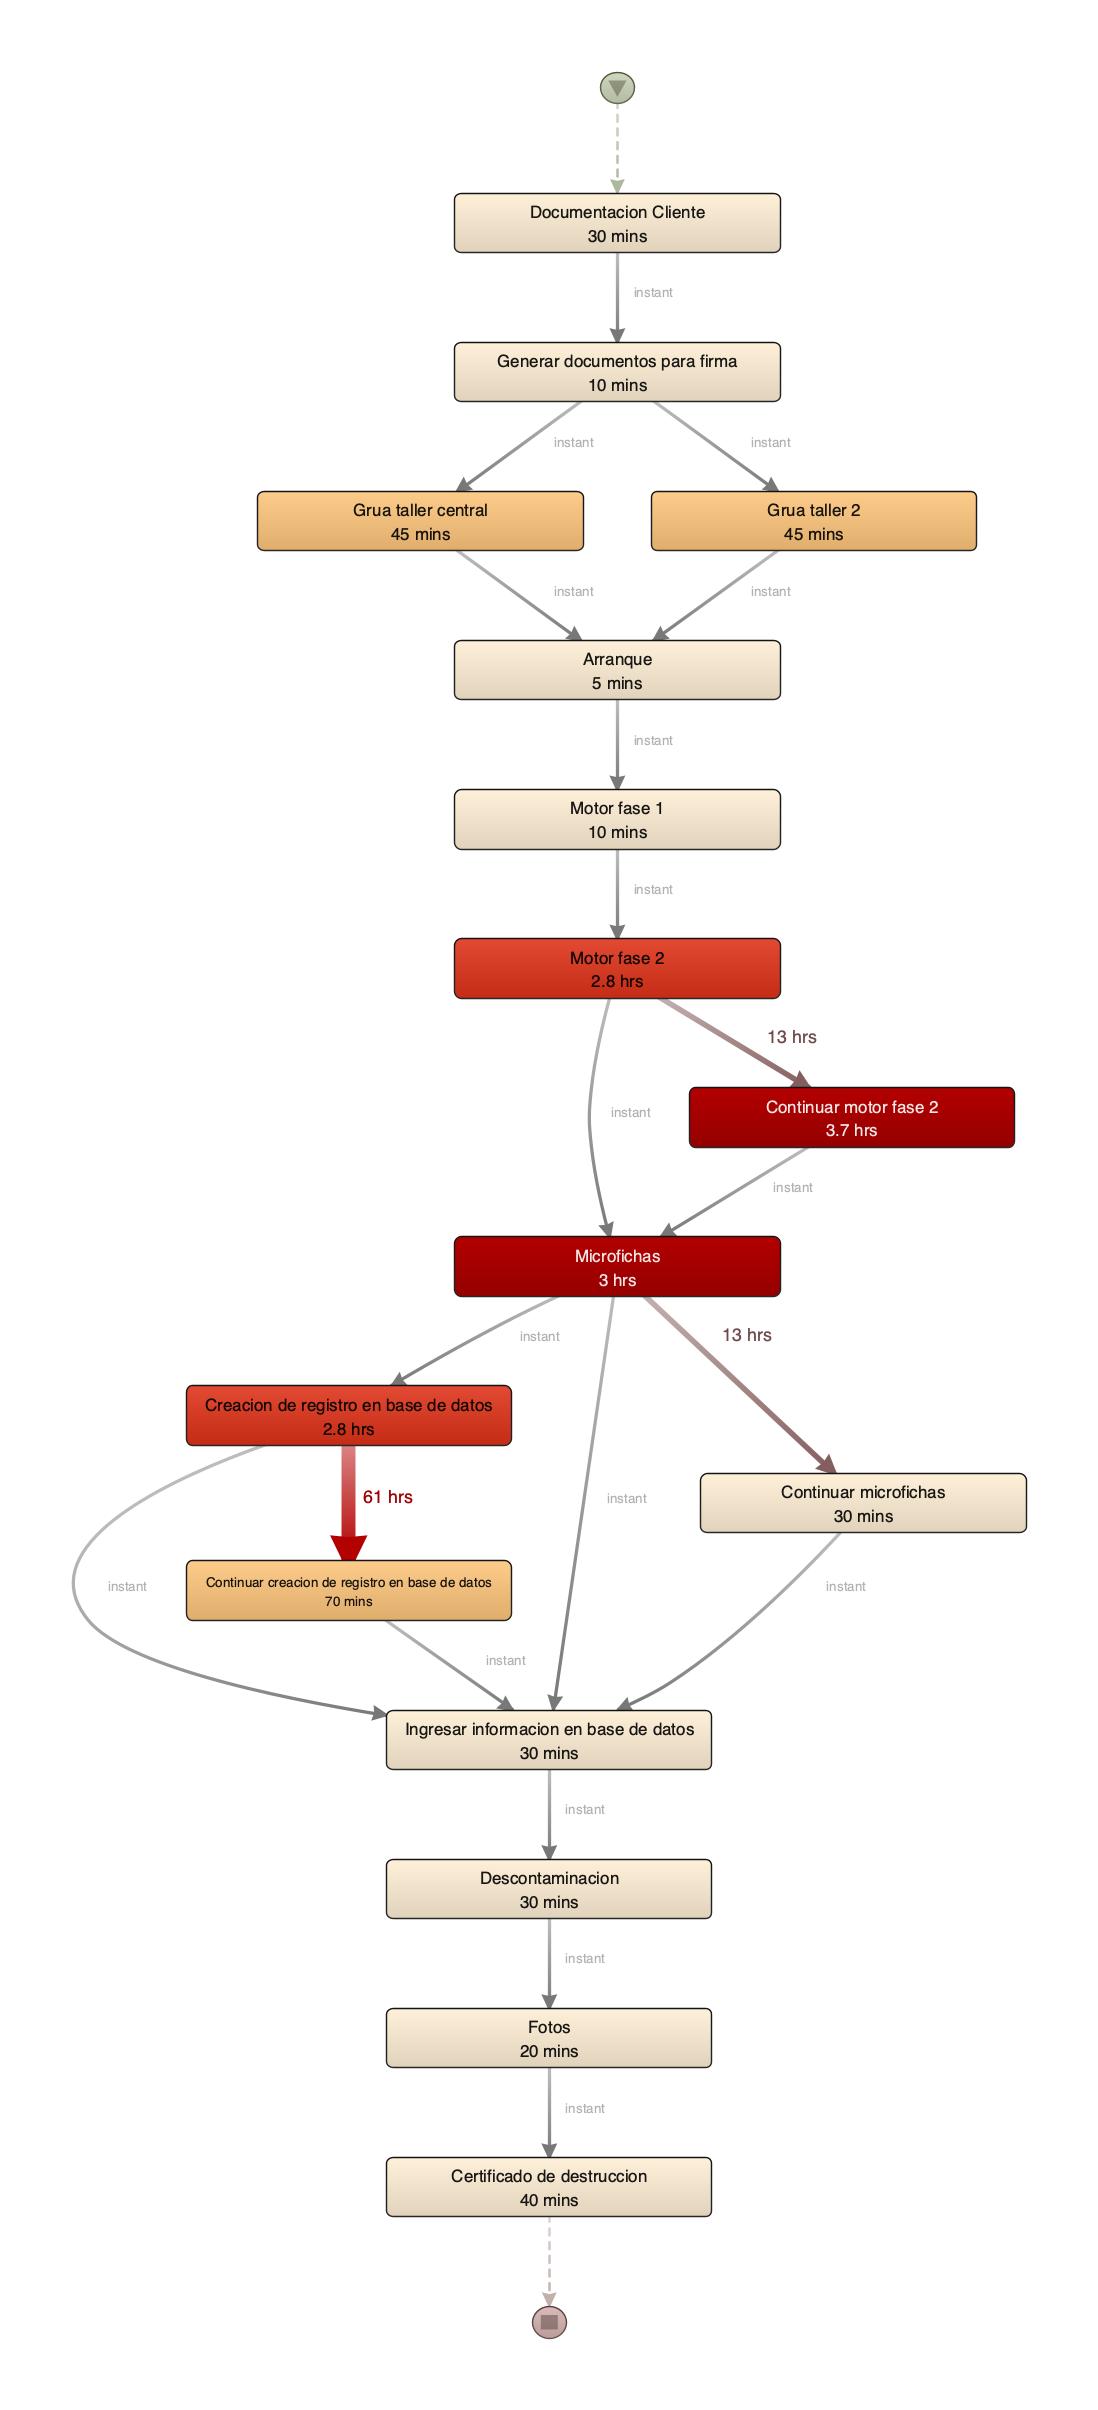 Documentacion Cliente
30 mins
instant
Generar documentos para firma
10 mins
instant
instant
Grua taller central
45 mins
Grua taller 2
45 mins
instant
instant
Arranque
5 mins
instant
Motor fase 1
10 mins
instant
Motor fase 2
2.8 hrs
13 hrs
instant
Continuar motor fase 2
3.7 hrs
instant
Microfichas
3 hrs
instant
13 hrs
Creacion de registro en base de datos
2.8 hrs
61 hrs
instant
Continuar microfichas
30 mins
instant
Continuar creacion de registro en base de datos
70 mins
instant
instant
Ingresar informacion en base de datos
30 mins
instant
Descontaminacion
30 mins
instant
Fotos
20 mins
instant
Certificado de destruccion
40 mins